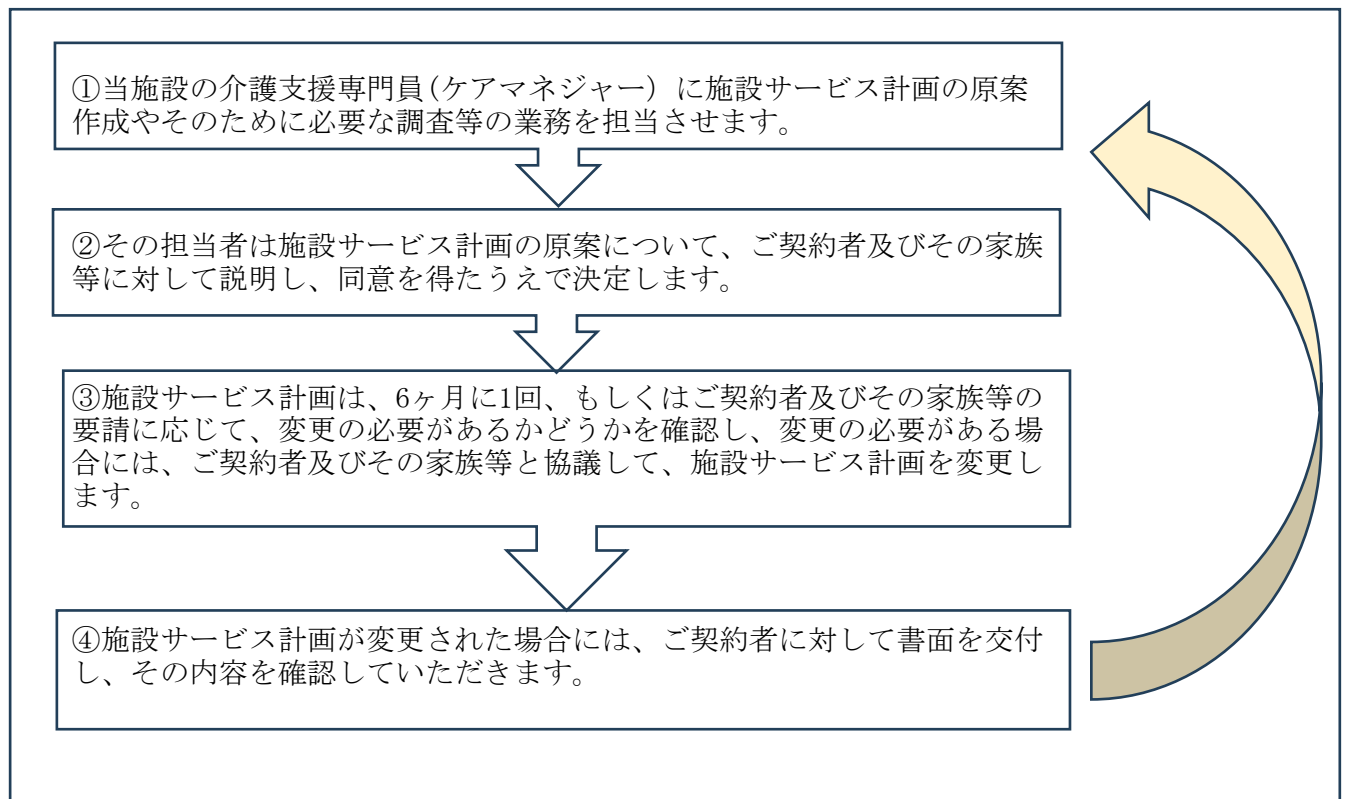 ①当施設の介護支援専門員(ケアマネジャー) に施設サービス計画の原案
作成やそのために必要な調査等の業務を担当させます。
②その担当者は施設サービス計画の原案について、ご契約者及びその家族
等に対して説明し、同意を得たうえで決定します。
③施設サービス計画は、6ヶ月に1回、もしくはご契約者及びその家族等の
要請に応じて、変更の必要があるかどうかを確認し、変更の必要がある場
合には、ご契約者及びその家族等と協議して、施設サービス計画を変更し
ます。
④施設サービス計画が変更された場合には、ご契約者に対して書面を交付
し、その内容を確認していただきます。